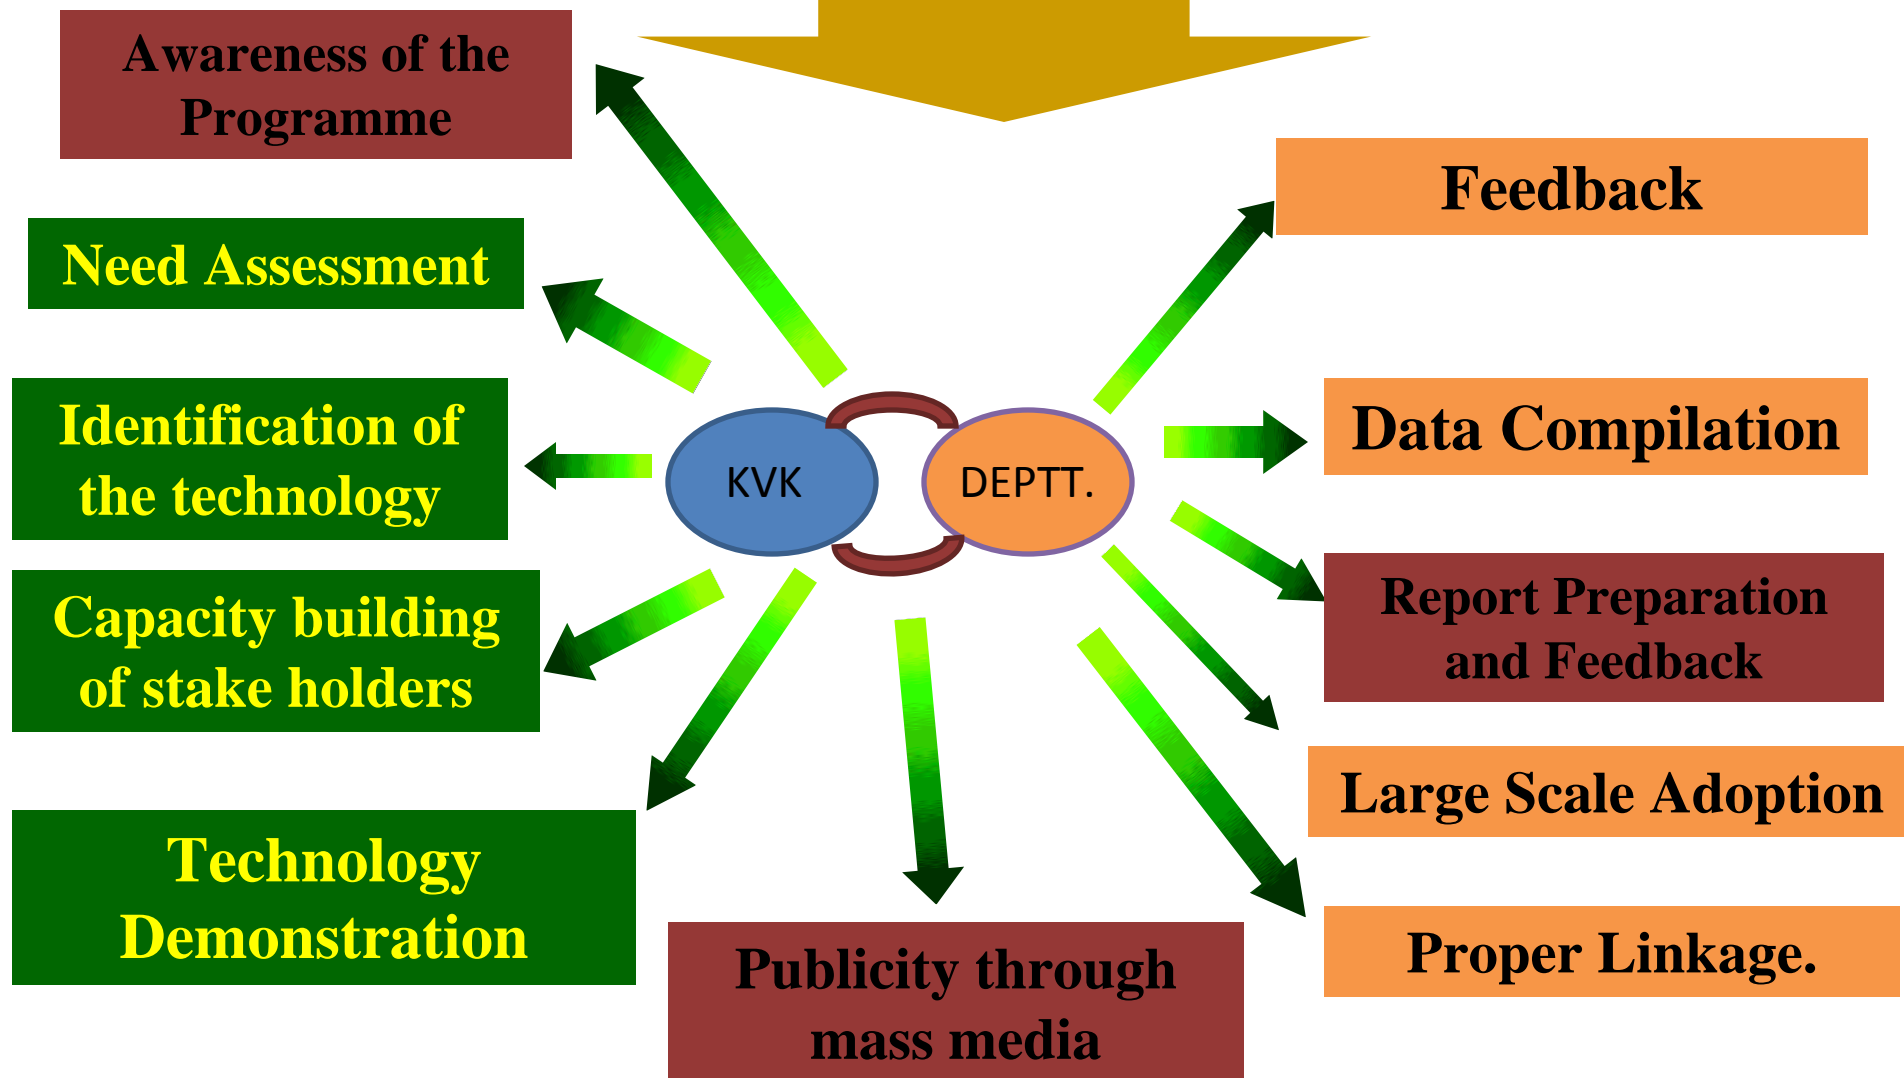 Awareness of the
Programme
Need Assessment
Identification of
the technology
Capacity building
of stake holders
Technology
Demonstration
KVK
DEPTT.
Publicity through
mass media
Feedback
Data Compilation
Report Preparation
and Feedback
Large Scale Adoption
Proper Linkage.